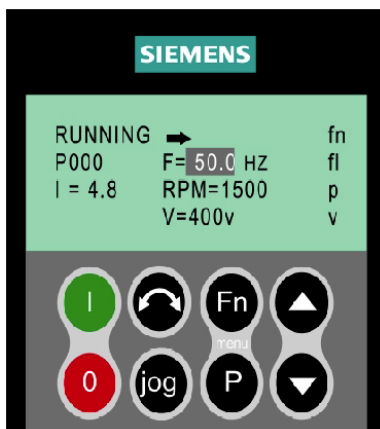 SIEMENS
RUNNING fn
P000 F= 50.0 HZ fl
I = 4.8 RPM=1500 p
V=400v v
I Fn
menu
0 jog P